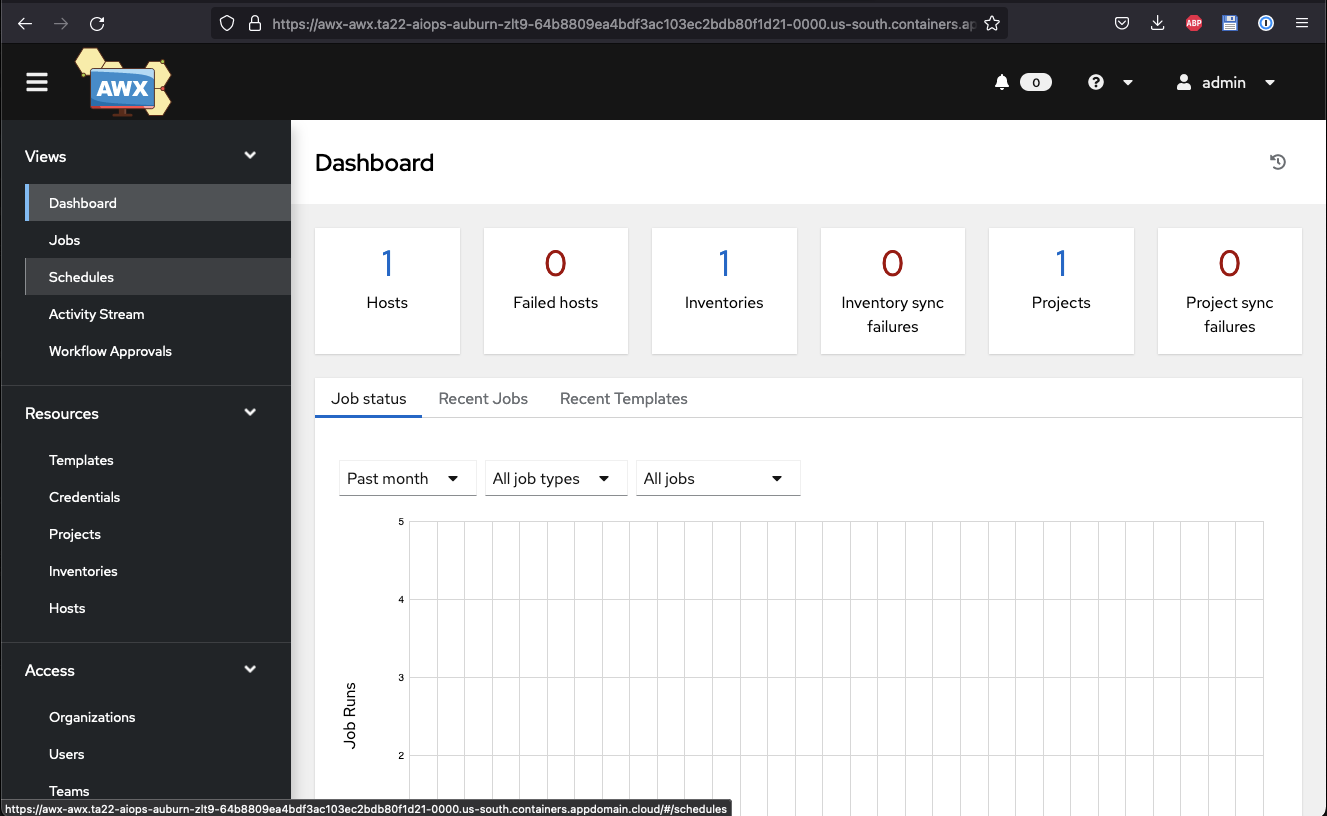 https://awx-awx.ta22-aiops-auburn-zlt9-64b8809ea4bdf3ac103ec2bdb80f1d21-0000.us-south.containers.ap
ABP
AWX
0
admin
Views
Dashboard
Jobs
Schedules
Activity Stream
Workflow Approvals
Resources
Templates
Credentials
Projects
Inventories
Hosts
Access
Organizations
Users
Teams
Dashboard
1
Hosts
0
Failed hosts
1
Inventories
0
Inventory sync
failures
1
Projects
0
Project sync
failures
Job status
Recent Jobs
Recent Templates
Past month
All job types
All jobs
5
4
3
2
Job Runs
https://awx-awx.ta22-aiops-auburn-zlt9-64b8809ea4bdf3ac103ec2bdb80f1d21-0000.us-south.containers.appdomain.cloud/#/schedules